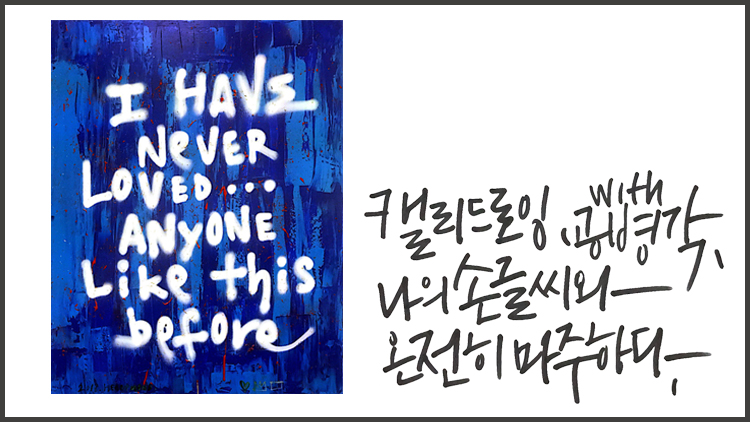 I HAVE
NEVER
LOVED...
ANYONE
Like this
before
캘리드로잉 with 공병각,
나의 손글씨와
온전히 마주하다,